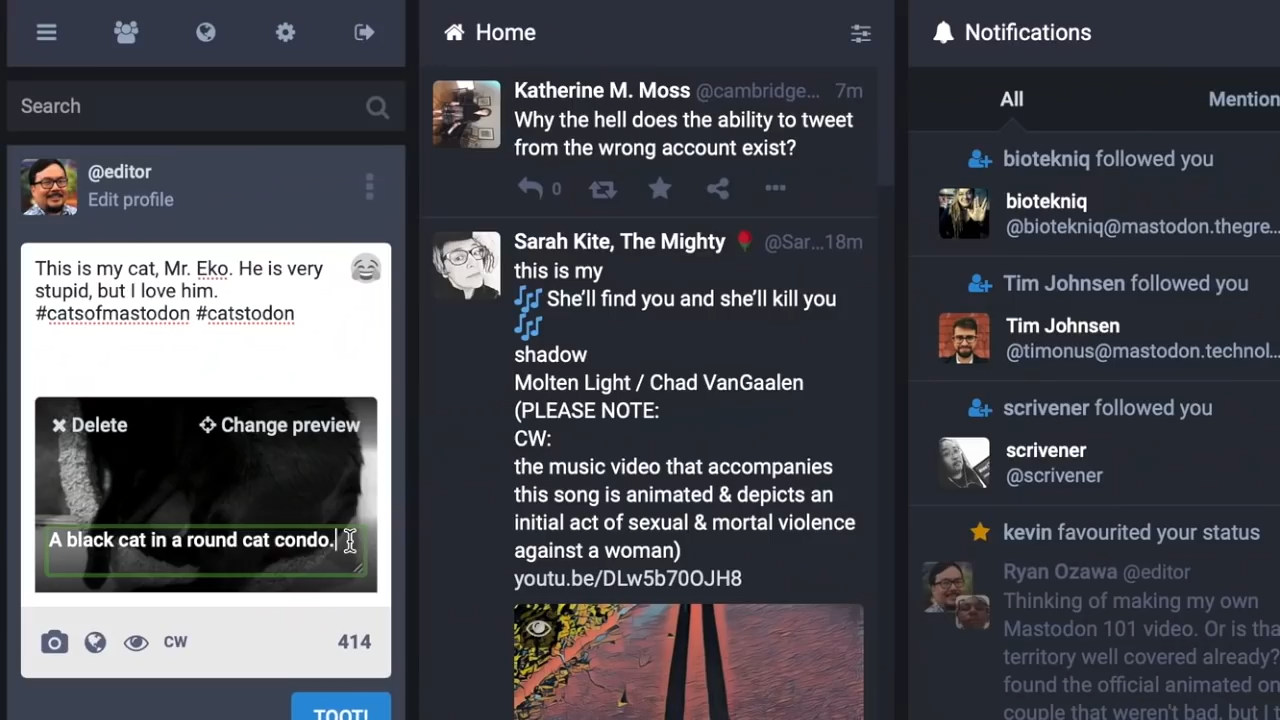 Search
@editor
Edit profile
This is my cat, Mr. Eko. He is very
stupid, but I love him.
#catsofmastodon #catstodon
Delete
Change preview
A black cat in a round cat condo.
CW
414
TOOT!
Home
Katherine M. Moss @cambridge... 7m
Why the hell does the ability to tweet
from the wrong account exist?
0
Sarah Kite, The Mighty 🌹 @Sar...18m
this is my
🎶 She'll find you and she'll kill you
🎶
shadow
Molten Light / Chad VanGaalen
(PLEASE NOTE:
CW:
the music video that accompanies
this song is animated & depicts an
initial act of sexual & mortal violence
against a woman)
youtu.be/DLw5b70OJH8
Notifications
All
Mention
biotekniq followed you
biotekniq
@biotekniq@mastodon.thegre...
Tim Johnsen followed you
Tim Johnsen
@timonus@mastodon.technol...
scrivener followed you
scrivener
@scrivener
kevin favourited your status
Ryan Ozawa @editor
Thinking of making my own
Mastodon 101 video. Or is tha
territory well covered already?
found the official animated on
couple that weren't bad, but I t